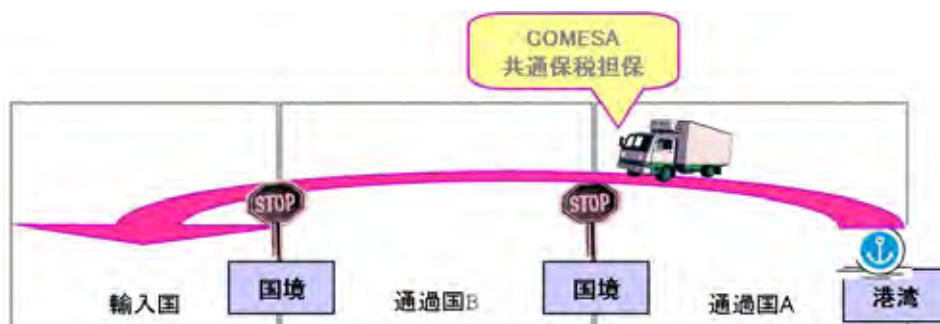 COMESA
共通保税担保
STOP
STOP
輸入国
国境
通過国B
国境
通過国A
港湾